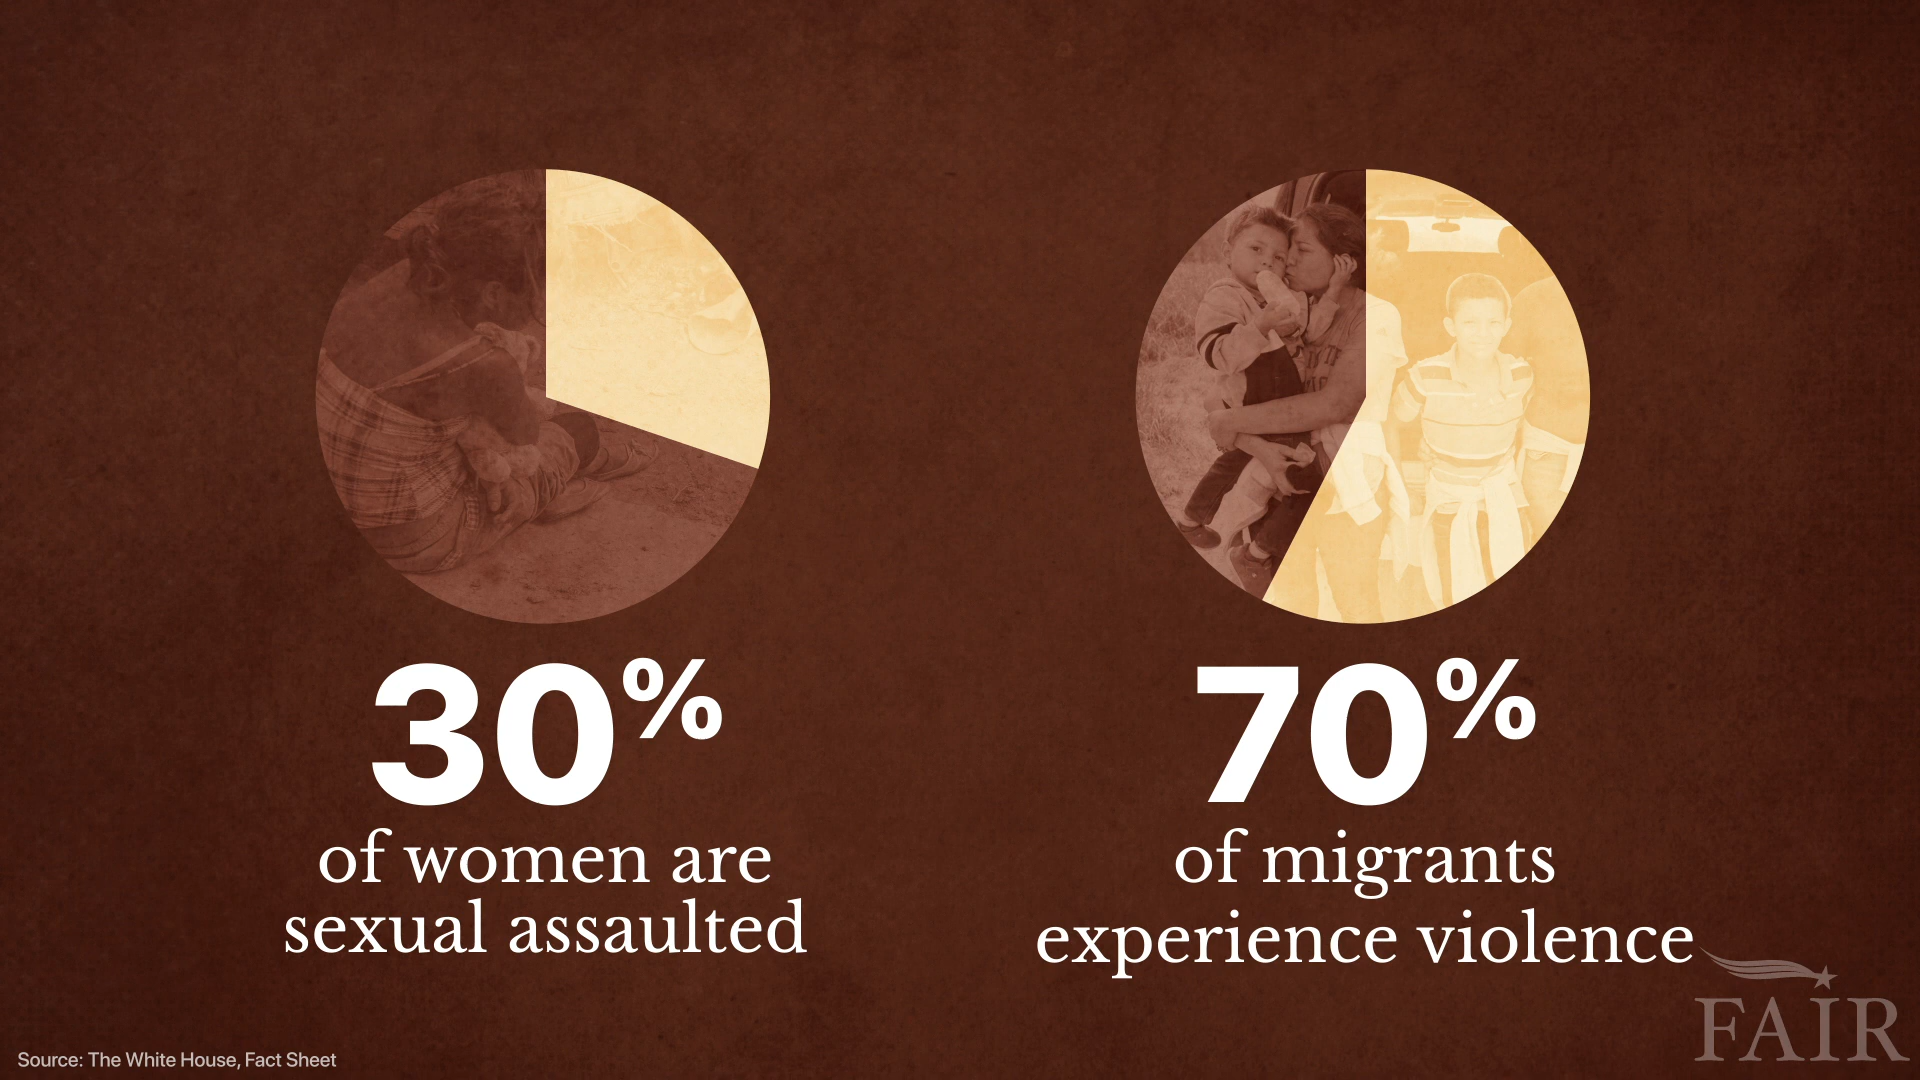 30%
of women are
sexual assaulted
70%
of migrants
experience violence
FAIR
Source: The White House, Fact Sheet